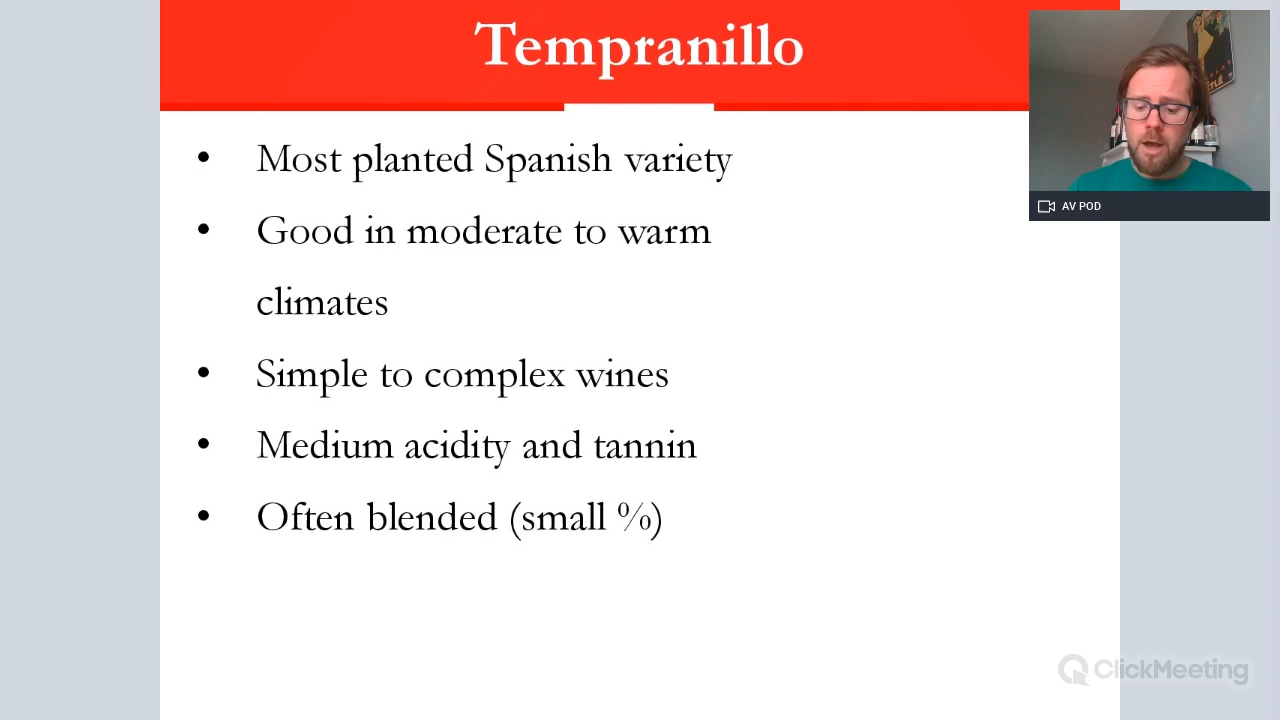 Tempranillo
• Most planted Spanish variety
• Good in moderate to warm
climates
• Simple to complex wines
• Medium acidity and tannin
• Often blended (small %)
AV POD
ClickMeeting